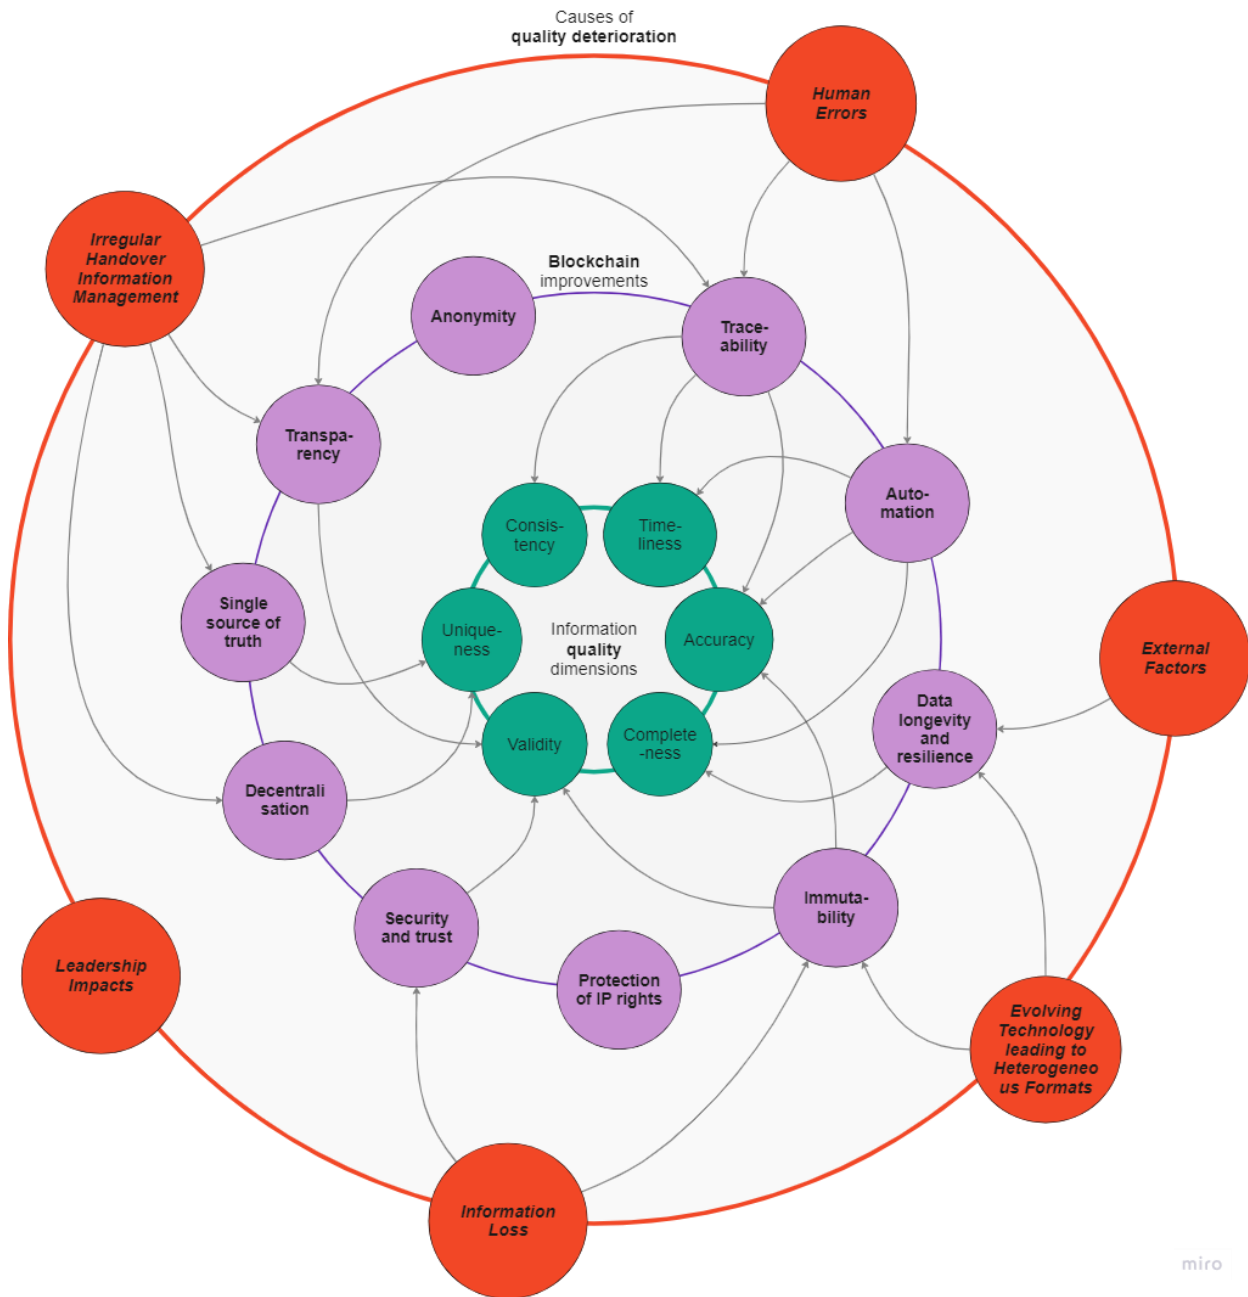 Causes of
quality deterioration
Human
Errors
Irregular
Handover
Information
Management
Blockchain
improvements
Anonymity
Trace-
ability
Transpa-
rency
Auto-
mation
Consis-
tency
Time-
liness
Single
source of
truth
Unique-
ness
Information
quality
dimensions
Accuracy
External
Factors
Data
longevity
and
resilience
Validity
Complete
-ness
Decentrali
sation
Security
and trust
Immuta-
bility
Leadership
Impacts
Protection
of IP rights
Evolving
Technology
leading to
Heterogeneo
us Formats
Information
Loss
miro